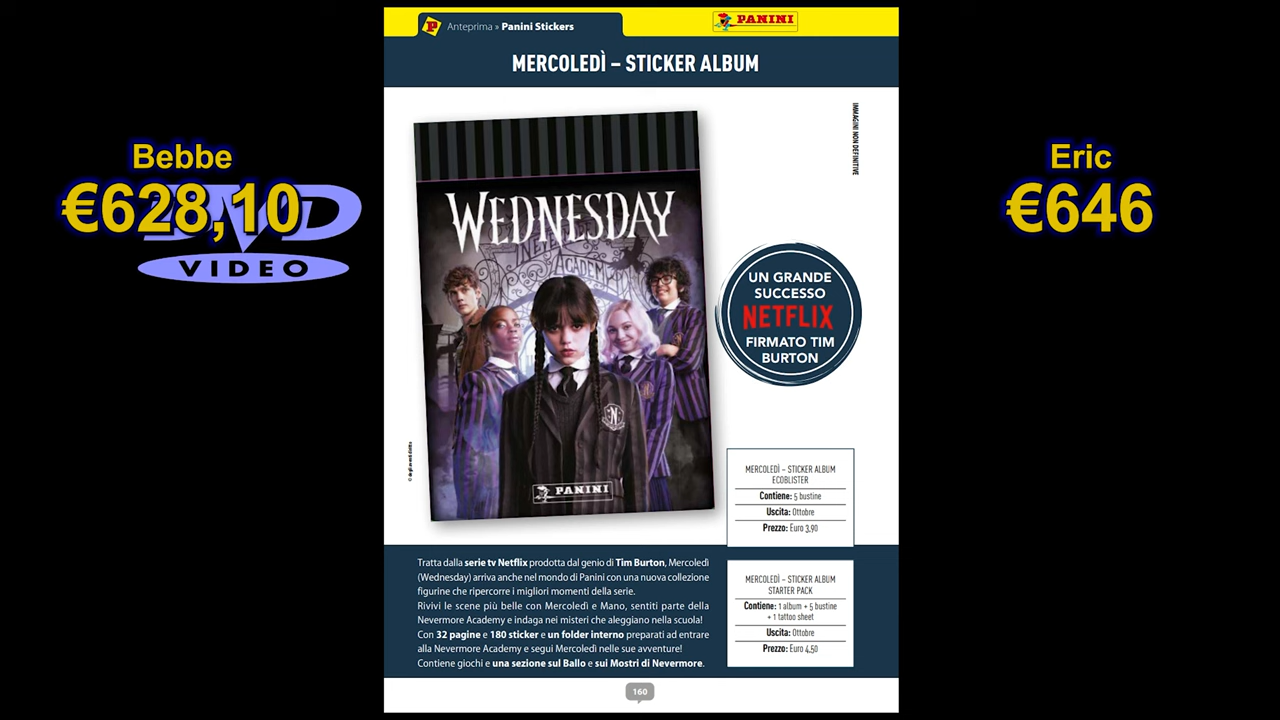 Anteprima » Panini Stickers
PANINI
MERCOLEDÌ – STICKER ALBUM
Bebbe
€628,10
DVD
VIDEO
Eric
€646
IMMAGINI NON DEFINITIVE
WEDNESDAY
NEVERMORE
ACADEMY
N
PANINI
UN GRANDE
SUCCESSO
NETFLIX
FIRMATO TIM
BURTON
© degli aventi diritto
MERCOLEDÌ – STICKER ALBUM
ECOBLISTER
Contiene: 5 bustine
Uscita: Ottobre
Prezzo: Euro 3,90
Tratta dalla serie tv Netflix prodotta dal genio di Tim Burton, Mercoledì
(Wednesday) arriva anche nel mondo di Panini con una nuova collezione
figurine che ripercorre i migliori momenti della serie.
Rivivi le scene più belle con Mercoledì e Mano, sentiti parte della
Nevermore Academy e indaga nei misteri che aleggiano nella scuola!
Con 32 pagine e 180 sticker e un folder interno preparati ad entrare
alla Nevermore Academy e segui Mercoledì nelle sue avventure!
Contiene giochi e una sezione sul Ballo e sui Mostri di Nevermore.
MERCOLEDÌ – STICKER ALBUM
STARTER PACK
Contiene: 1 album + 5 bustine
+ 1 tattoo sheet
Uscita: Ottobre
Prezzo: Euro 4,50
160